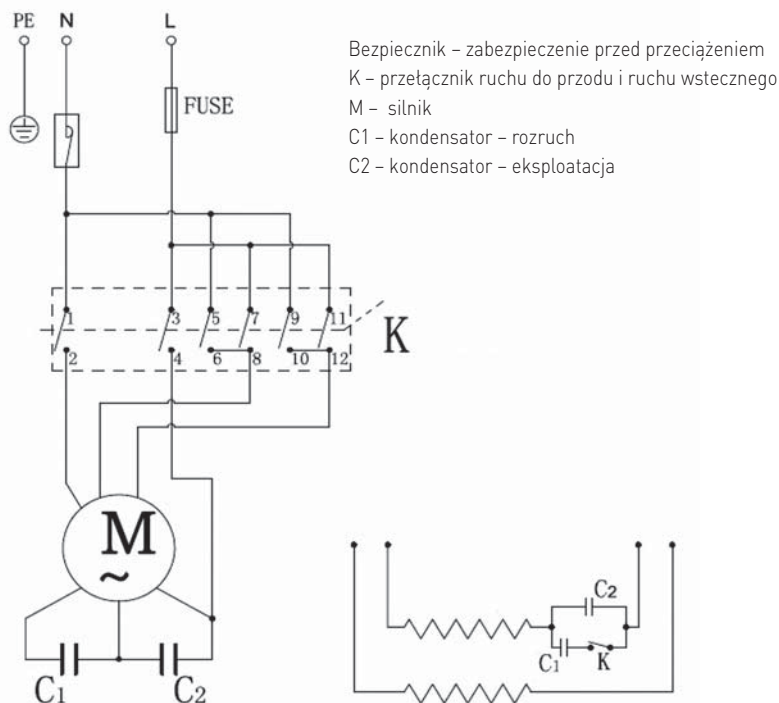 PE N L
Bezpiecznik – zabezpieczenie przed przeciążeniem
K – przełącznik ruchu do przodu i ruchu wstecznego
M – silnik
C1 – kondensator – rozruch
C2 – kondensator – eksploatacja
FUSE
1 3 5 7 9 11
K
2 4 6 8 10 12
M
~
C1 C2
C2
C1 K